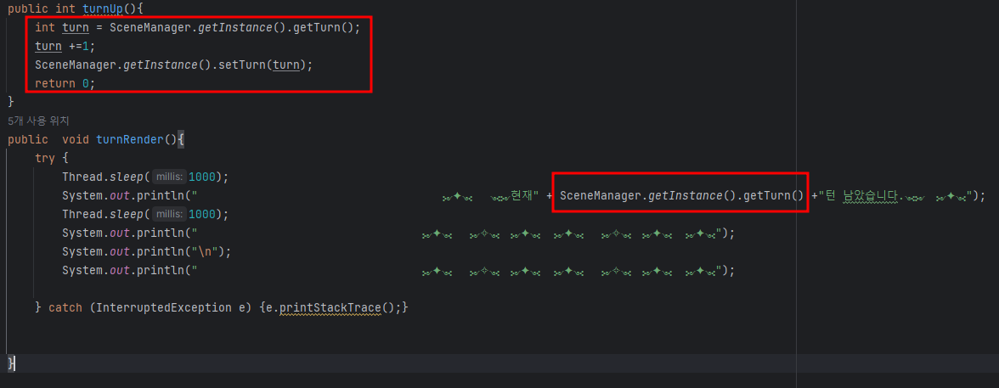 public int turnUp(){
int turn = SceneManager.getInstance().getTurn();
turn +=1;
SceneManager.getInstance().setTurn(turn);
return 0;
}
5개 사용 위치
public  void turnRender(){
try {
Thread.sleep( millis: 1000);
System.out.println("                                    ⋆✦⋆   ⋆⋆현재" + SceneManager.getInstance().getTurn() +"턴 남았습니다.⋆⋆  ⋆✦⋆");
Thread.sleep( millis: 1000);
System.out.println("                                 ⋆✦⋆  ⋆✧⋆ ⋆✦⋆  ⋆✦⋆  ⋆✧⋆ ⋆✦⋆  ⋆✦⋆");
System.out.println("\n");
System.out.println("                                 ⋆✦⋆  ⋆✧⋆ ⋆✦⋆  ⋆✦⋆  ⋆✧⋆ ⋆✦⋆  ⋆✦⋆");
} catch (InterruptedException e) {e.printStackTrace();}
}